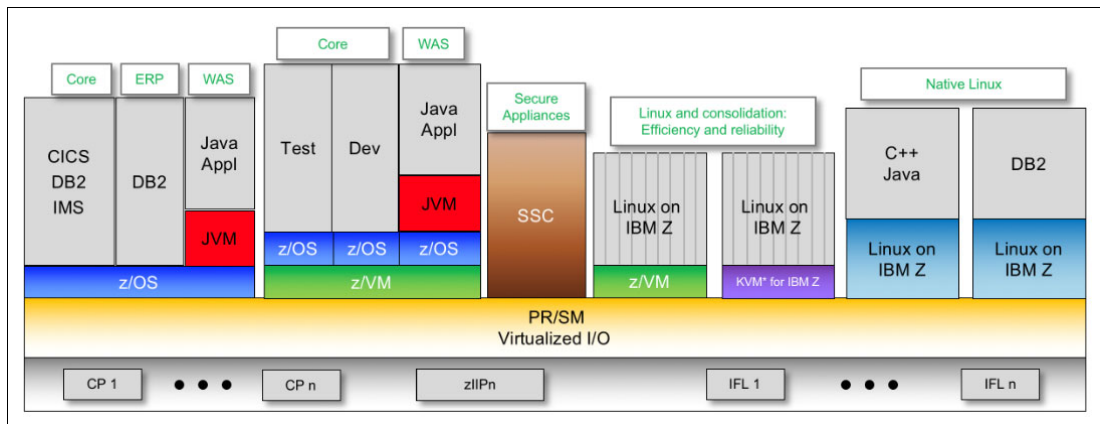 Core
ERP
WAS
CICS
DB2
IMS
DB2
Java
Appl
JVM
z/OS
Core
WAS
Test
Dev
Java
Appl
JVM
z/OS
z/OS
z/OS
z/VM
Secure
Appliances
SSC
Linux and consolidation:
Efficiency and reliability
Linux on
IBM Z
z/VM
Linux on
IBM Z
KVM* for IBM Z
Native Linux
C++
Java
Linux on
IBM Z
DB2
Linux on
IBM Z
PR/SM
Virtualized I/O
CP 1
CP n
zIIPn
IFL 1
IFL n